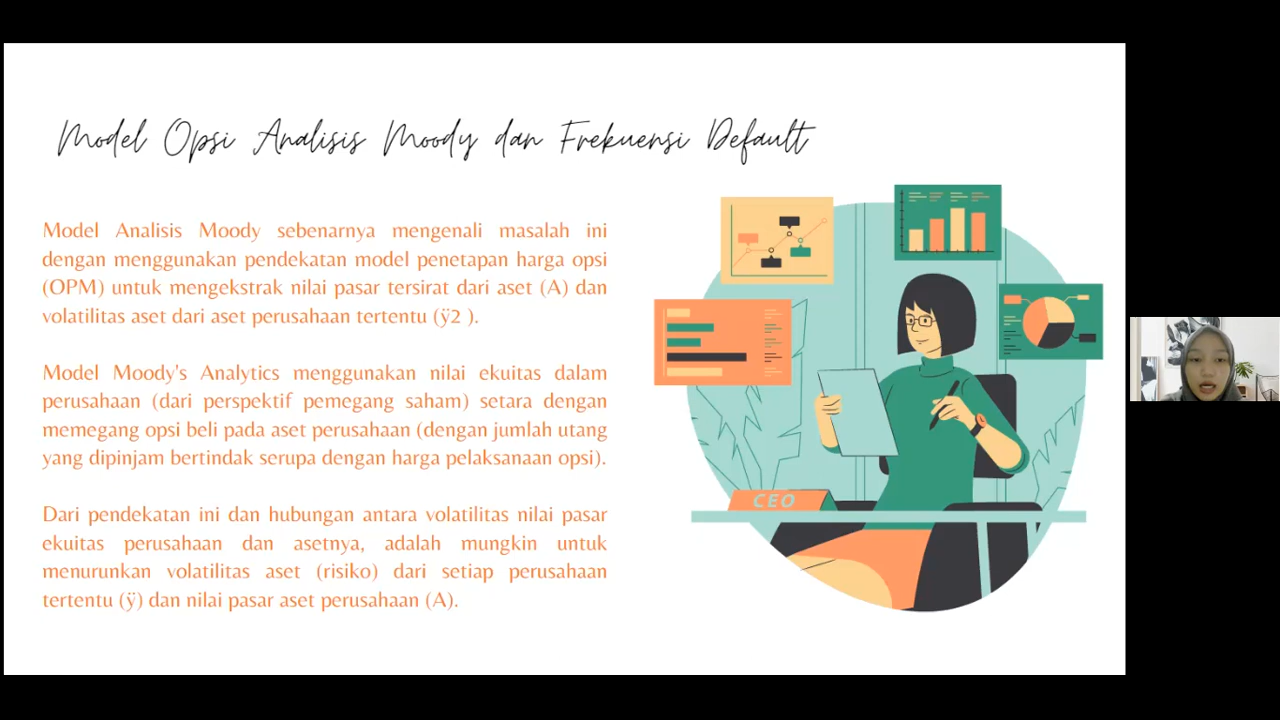 Model Opsi Analisis Moody dan Frekuensi Default
Model Analisis Moody sebenarnya mengenali masalah ini
dengan menggunakan pendekatan model penetapan harga opsi
(OPM) untuk mengekstrak nilai pasar tersirat dari aset (A) dan
volatilitas aset dari aset perusahaan tertentu (ÿ2 ).
Model Moody's Analytics menggunakan nilai ekuitas dalam
perusahaan (dari perspektif pemegang saham) setara dengan
memegang opsi beli pada aset perusahaan (dengan jumlah utang
yang dipinjam bertindak serupa dengan harga pelaksanaan opsi).
Dari pendekatan ini dan hubungan antara volatilitas nilai pasar
ekuitas perusahaan dan asetnya, adalah mungkin untuk
menurunkan volatilitas aset (risiko) dari setiap perusahaan
tertentu (ÿ) dan nilai pasar aset perusahaan (A).
CEO